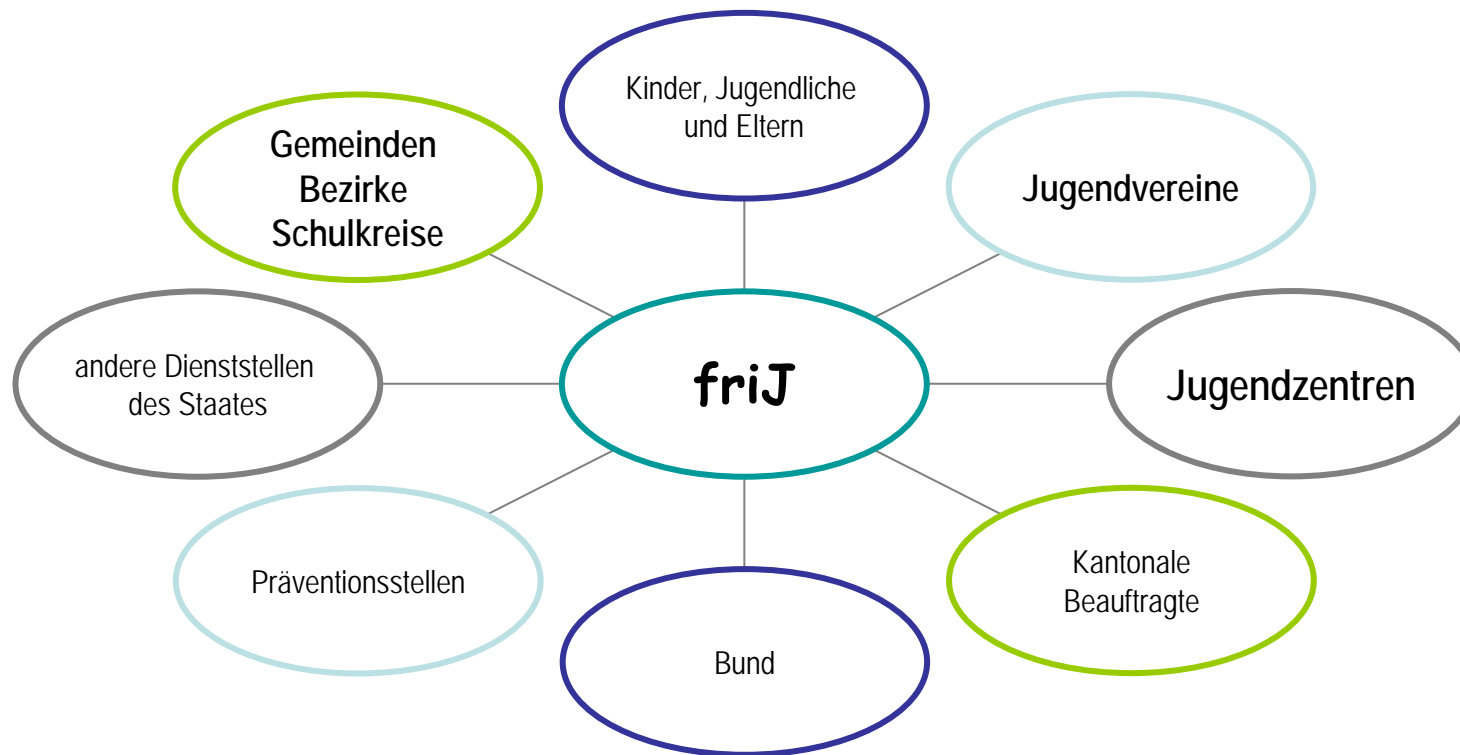 Kinder, Jugendliche
und Eltern
Gemeinden
Bezirke
Schulkreise
Jugendvereine
andere Dienststellen
des Staates
friJ
Jugendzentren
Präventionsstellen
Kantonale
Beauftragte
Bund